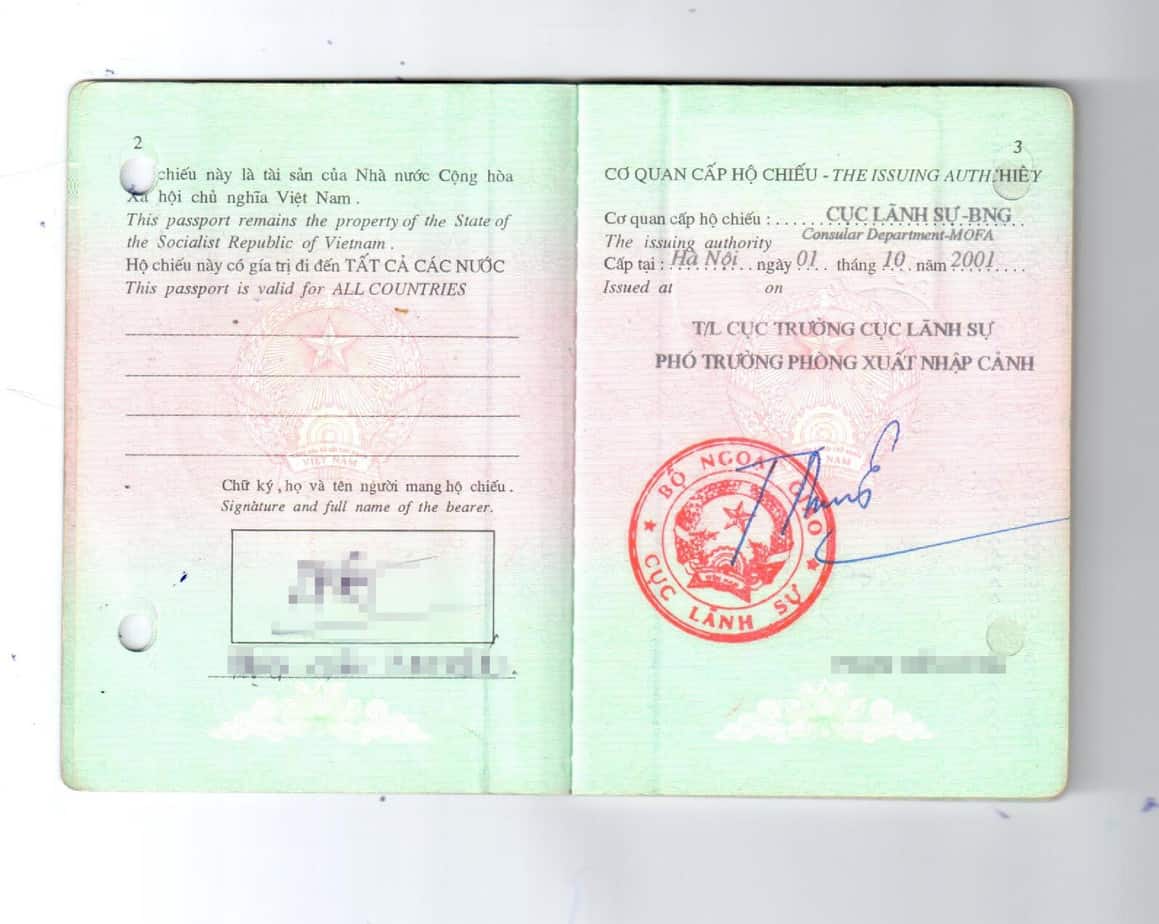 2
chiếu này là tài sản của Nhà nước Cộng hòa
Xã hội chủ nghĩa Việt Nam .
This passport remains the property of the State of
the Socialist Republic of Vietnam .
Hộ chiếu này có gía trị đi đến TẤT CẢ CÁC NƯỚC
This passport is valid for ALL COUNTRIES
VIỆT NAM
Chữ ký , họ và tên người mang hộ chiếu .
Signature and full name of the bearer.
3
CƠ QUAN CẤP HỘ CHIẾU - THE ISSUING AUTH
Cơ quan cấp hộ chiếu : CỤC LÃNH SỰ-BNG
The issuing authority Consular Department-MOFA
Cấp tại : Hà Nội ngày 01 tháng 10 năm 2001
Issued at on
T/L CỤC TRƯỞNG CỤC LÃNH SỰ
PHÓ TRƯỞNG PHÒNG XUẤT NHẬP CẢNH
NAM
BỘ NGOẠI GIAO
CỤC LÃNH SỰ